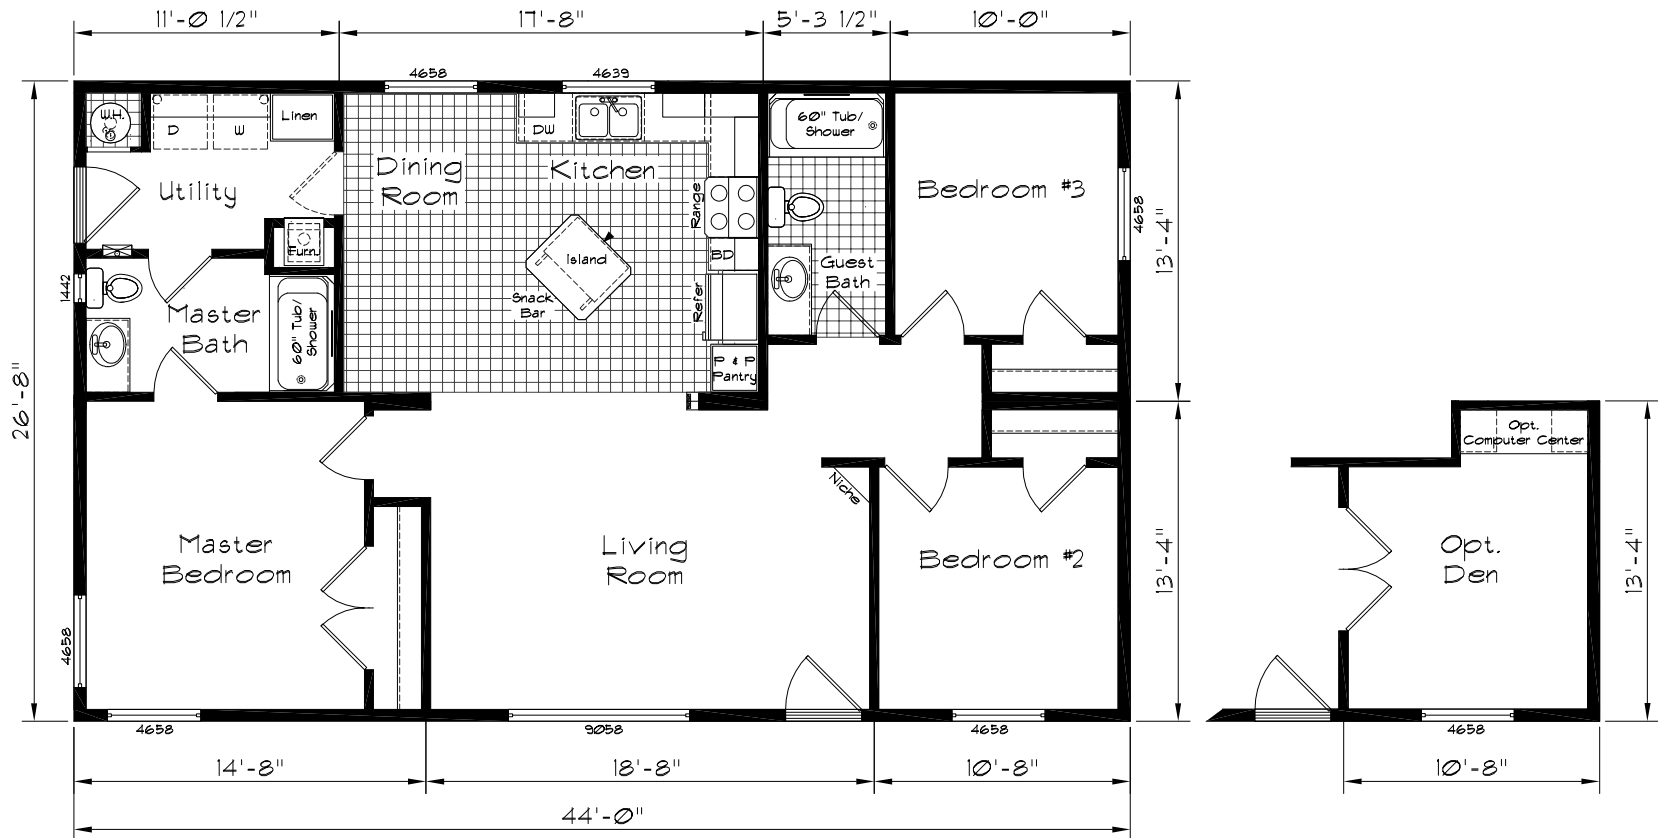 11'-0 1/2"
17'-8"
5'-3 1/2"
10'-0"
4658
4639
W.H.
D
W
Linen
DW
60" Tub/
Shower
Utility
Dining
Room
Kitchen
Range
Bedroom #3
4658
13'-4"
Furn
Island
BD
Guest
Bath
1442
Master
Bath
60" Tub/
Shower
Snack
Bar
Refer
P & P
Pantry
26'-8"
Niche
Opt.
Computer Center
Master
Bedroom
Living
Room
Bedroom #2
13'-4"
Opt.
Den
13'-4"
4658
4658
9058
4658
4658
14'-8"
18'-8"
10'-8"
10'-8"
44'-0"